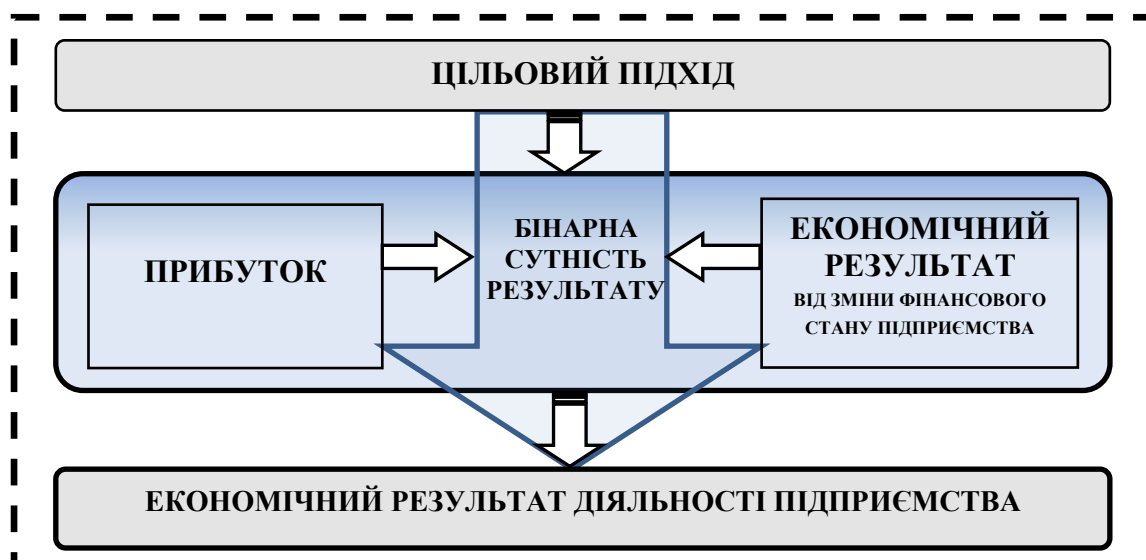 ЦІЛЬОВИЙ ПІДХІД
ПРИБУТОК
БІНАРНА
СУТНІСТЬ
РЕЗУЛЬТАТУ
ЕКОНОМІЧНИЙ
РЕЗУЛЬТАТ
ВІД ЗМІНИ ФІНАНСОВОГО
СТАНУ ПІДПРИЄМСТВА
ЕКОНОМІЧНИЙ РЕЗУЛЬТАТ ДІЯЛЬНОСТІ ПІДПРИЄМСТВА